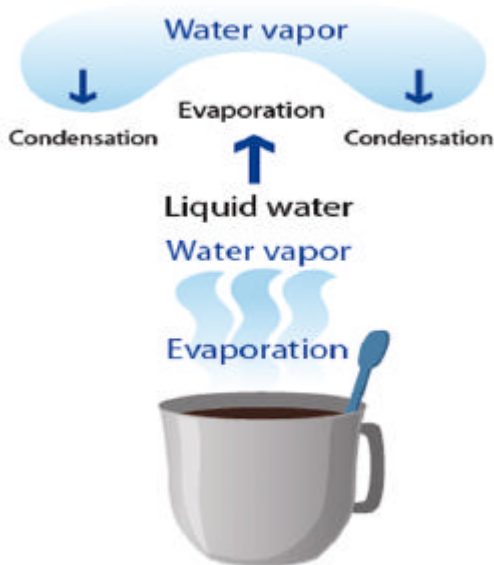 Water vapor
Evaporation
Condensation
Condensation
Liquid water
Water vapor
Evaporation